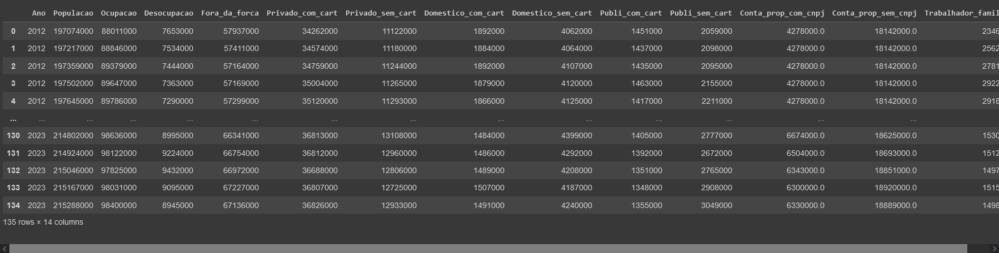 Ano Populacao Ocupacao Desocupacao Fora_da_forca Privado_com_cart Privado_sem_cart Domestico_com_cart Domestico_sem_cart Publi_com_cart Publi_sem_cart Conta_prop_com_cnpj Conta_prop_sem_cnpj Trabalhador_famil
0 2012 197074000 88011000 7653000 57937000 34262000 11122000 1892000 4062000 1451000 2059000 4278000.0 18142000.0 2346
1 2012 197217000 88846000 7534000 57411000 34574000 11180000 1884000 4064000 1437000 2098000 4278000.0 18142000.0 2562
2 2012 197359000 89379000 7444000 57164000 34759000 11244000 1892000 4107000 1435000 2095000 4278000.0 18142000.0 2781
3 2012 197502000 89647000 7363000 57169000 35004000 11265000 1879000 4120000 1463000 2155000 4278000.0 18142000.0 2922
4 2012 197645000 89786000 7290000 57299000 35120000 11293000 1866000 4125000 1417000 2211000 4278000.0 18142000.0 2918
... ... ... ... ... ... ... ... ... ... ... ... ... ...
130 2023 214802000 98636000 8995000 66341000 36813000 13108000 1484000 4399000 1405000 2777000 6674000.0 18625000.0 1530
131 2023 214924000 98122000 9224000 66754000 36812000 12960000 1486000 4292000 1392000 2672000 6504000.0 18693000.0 1512
132 2023 215046000 97825000 9432000 66972000 36688000 12806000 1489000 4208000 1351000 2765000 6343000.0 18851000.0 1497
133 2023 215167000 98031000 9095000 67227000 36807000 12725000 1507000 4187000 1348000 2908000 6300000.0 18920000.0 1515
134 2023 215288000 98400000 8945000 67136000 36826000 12933000 1491000 4240000 1355000 3049000 6330000.0 18889000.0 1498
135 rows × 14 columns